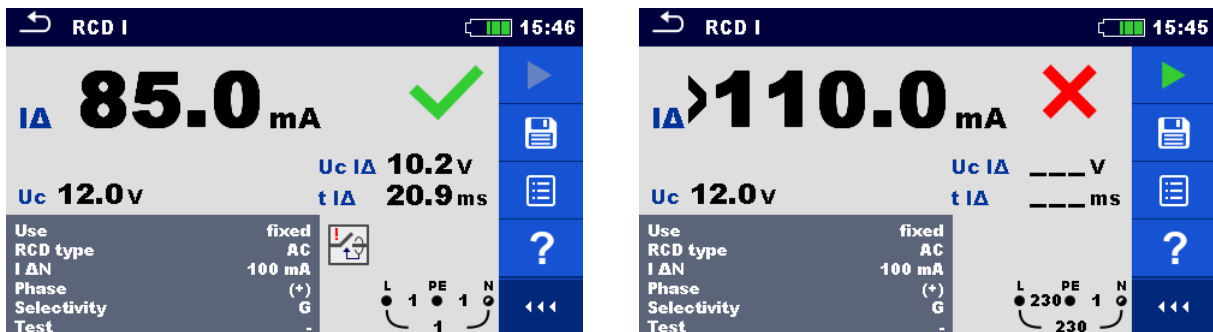 RCD I
15:46
IΔ 85.0 mA
Uc IΔ 10.2 V
Uc 12.0 V
t IΔ 20.9 ms
Use fixed
RCD type AC
I ΔN 100 mA
Phase (+)
Selectivity G
Test -
L PE N
1 1
1
?
RCD I
15:45
IΔ >110.0 mA
Uc IΔ ___ V
Uc 12.0 V
t IΔ ___ ms
Use fixed
RCD type AC
I ΔN 100 mA
Phase (+)
Selectivity G
Test -
L PE N
230 1
230
?